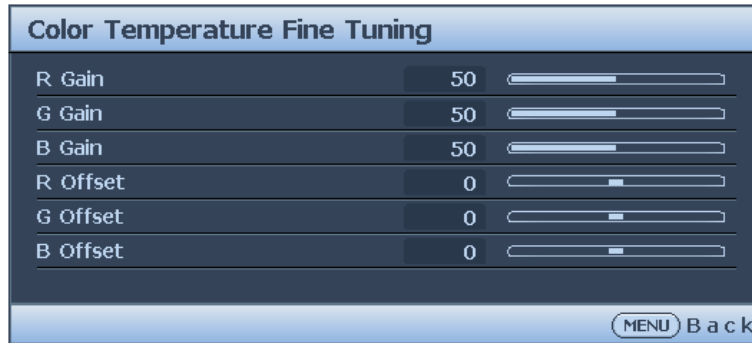 Color Temperature Fine Tuning
R Gain 50
G Gain 50
B Gain 50
R Offset 0
G Offset 0
B Offset 0
MENU Back